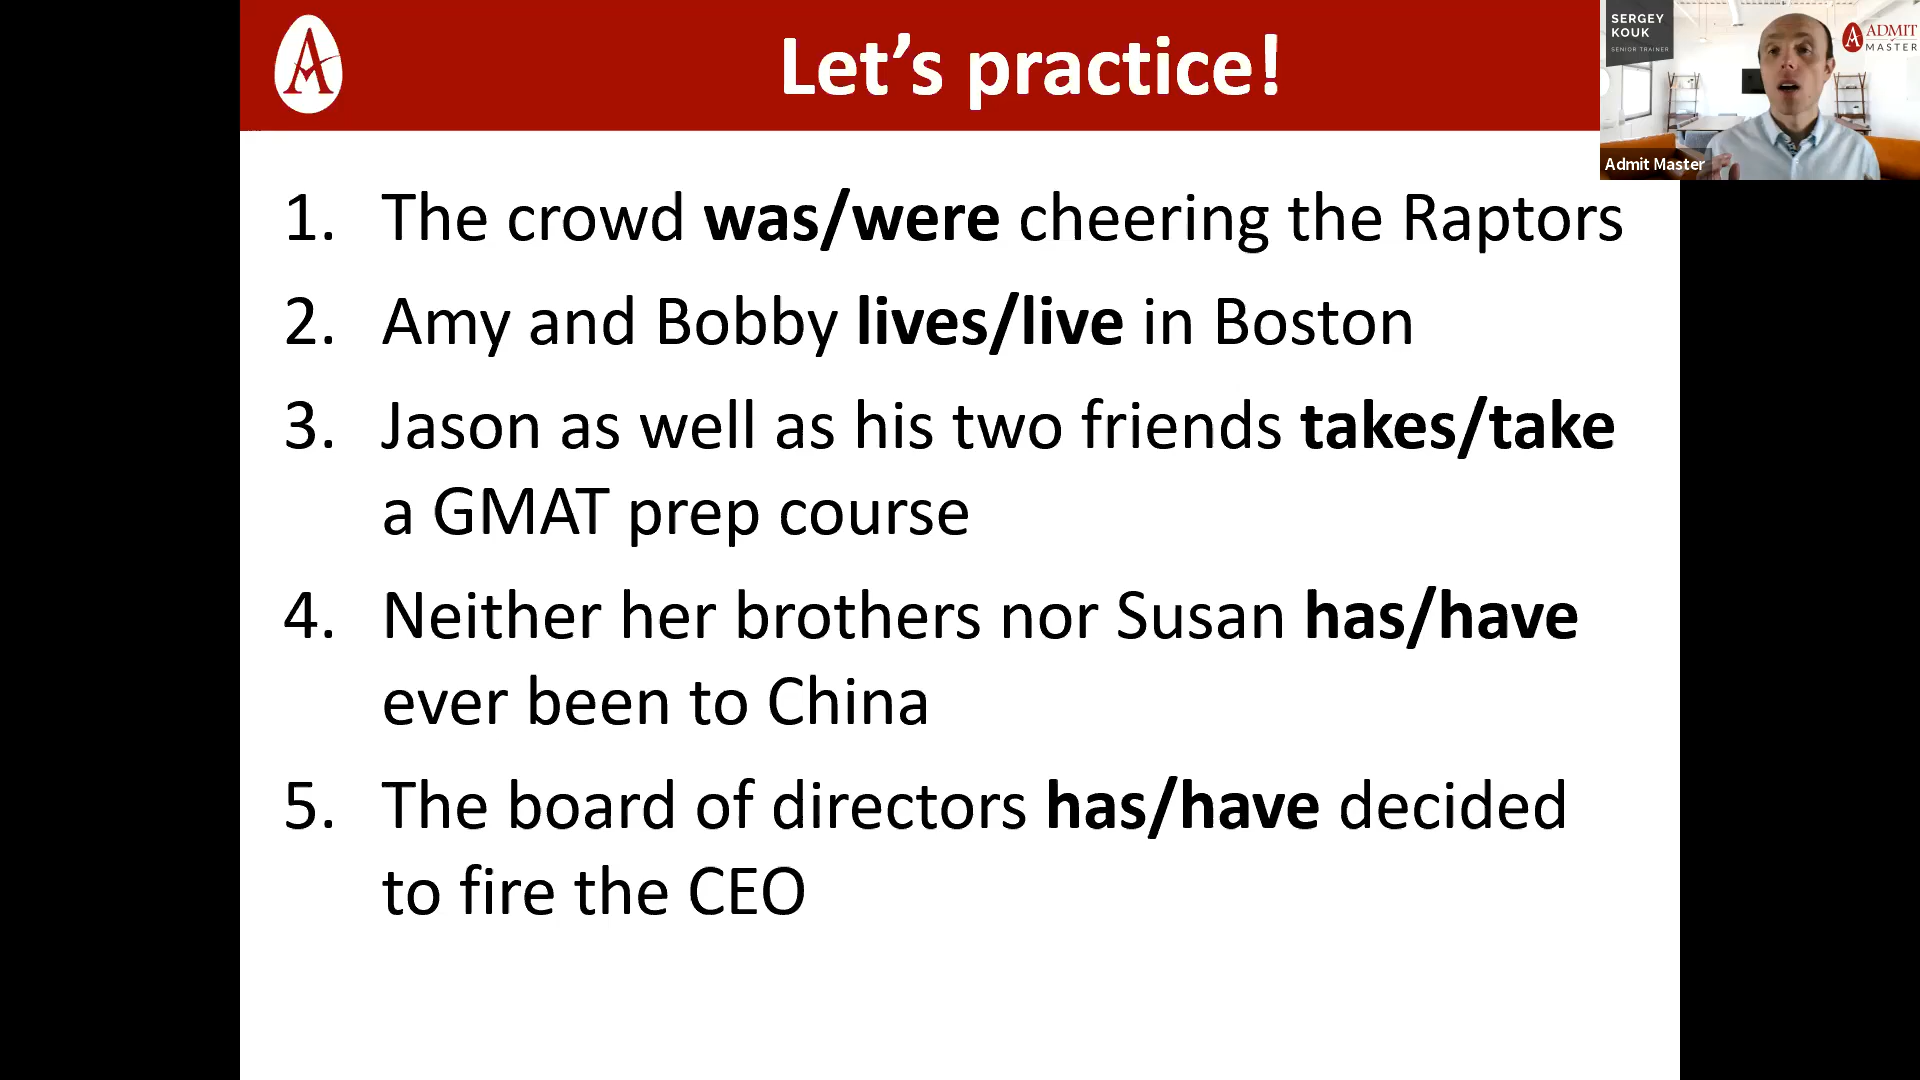 Let's practice!
SERGEY
KOUK
SENIOR TRAINER
ADMIT
MASTER
Admit Master
1. The crowd was/were cheering the Raptors
2. Amy and Bobby lives/live in Boston
3. Jason as well as his two friends takes/take
a GMAT prep course
4. Neither her brothers nor Susan has/have
ever been to China
5. The board of directors has/have decided
to fire the CEO